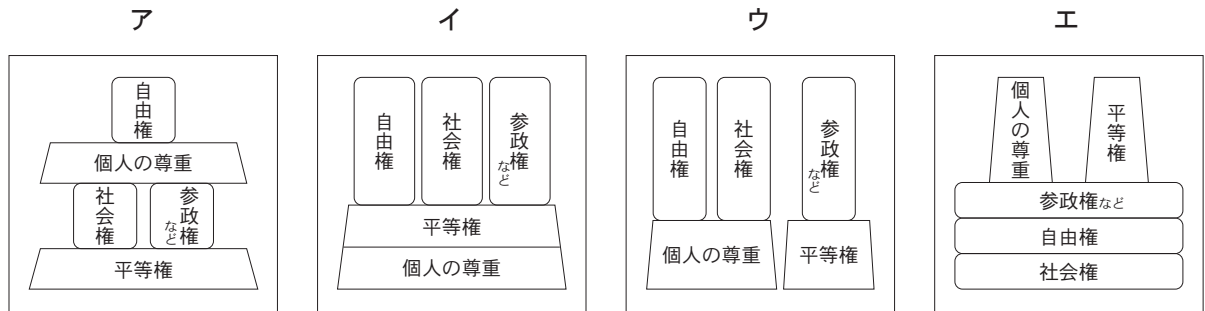 ア
自由権
個人の尊重
社会権
参政権など
平等権
イ
自由権
社会権
参政権など
平等権
個人の尊重
ウ
自由権
社会権
参政権など
個人の尊重
平等権
エ
個人の尊重
平等権
参政権など
自由権
社会権